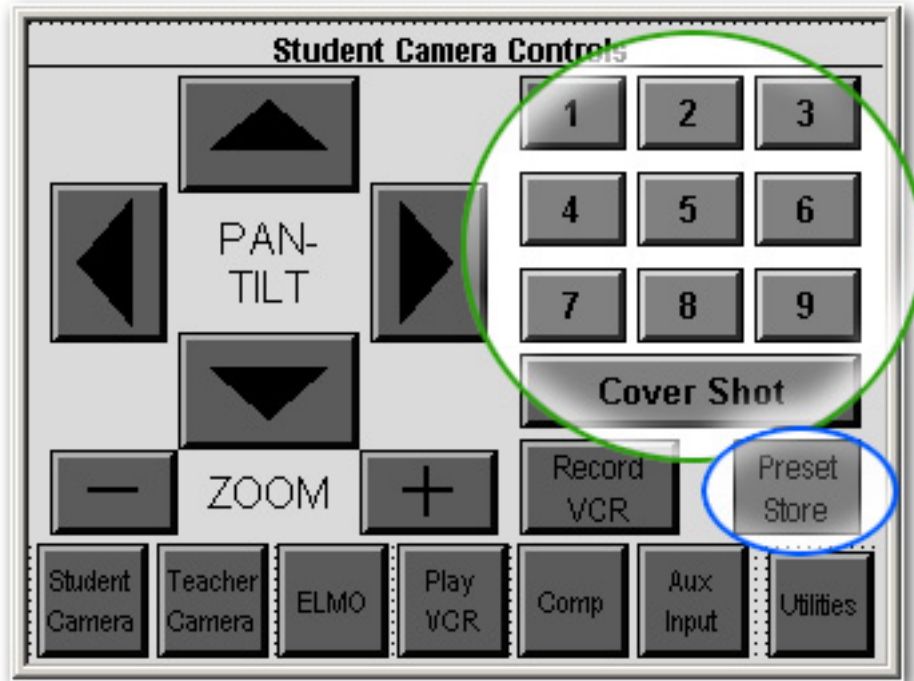 Student Camera Controls
1 2 3
PAN-
TILT
4 5 6
7 8 9
Cover Shot
ZOOM
Record
VCR
Preset
Store
Student
Camera
Teacher
Camera
ELMO
Play
VCR
Comp
Aux
Input
Utilities